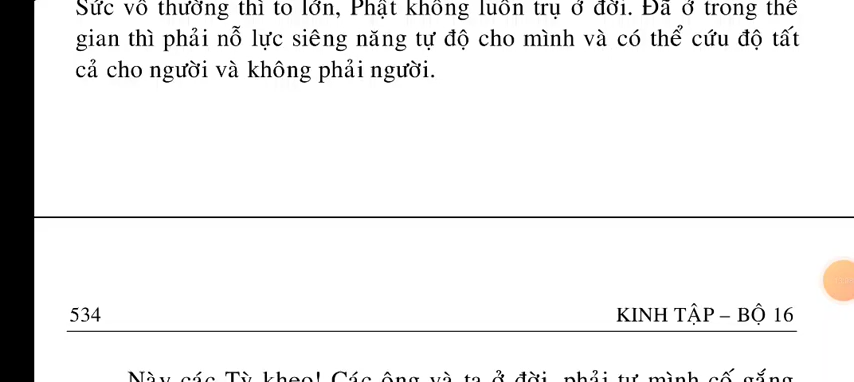 Sức vô thường thì to lớn, Phật không luôn trụ ở đời. Đã ở trong thế
gian thì phải nỗ lực siêng năng tự độ cho mình và có thể cứu độ tất
cả cho người và không phải người.
534
KINH TẬP – BỘ 16
Này các Tỳ kheo! Các ông và ta ở đời, phải tự mình cố gắng